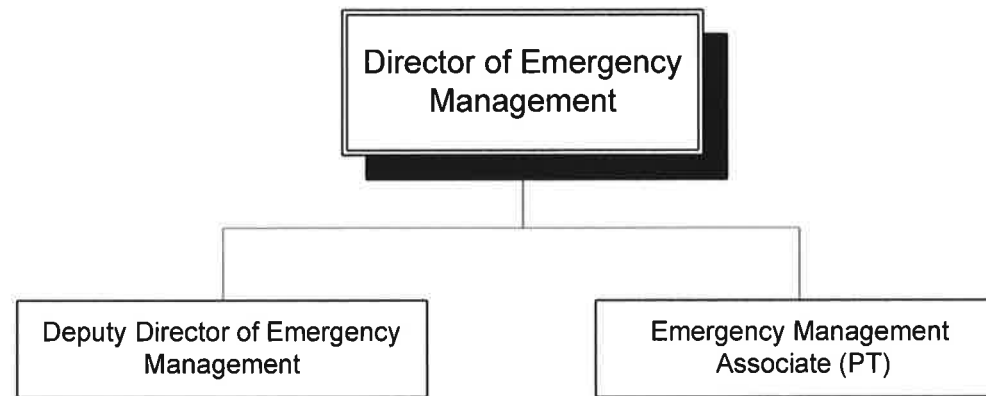 Director of Emergency
Management
Deputy Director of Emergency
Management
Emergency Management
Associate (PT)